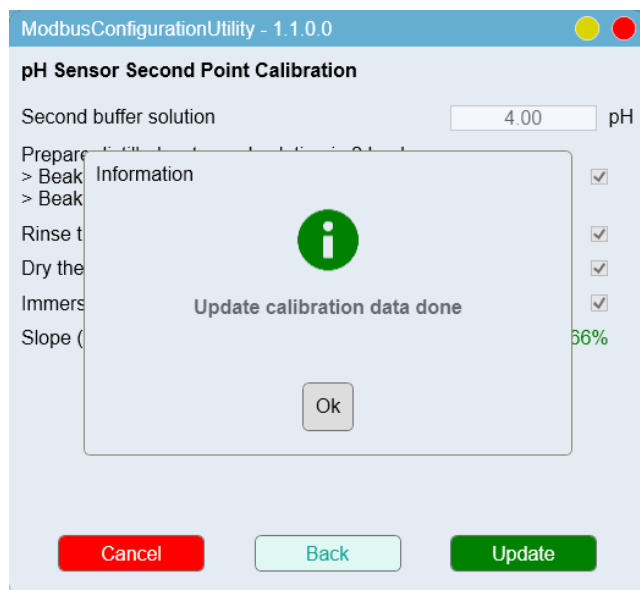 ModbusConfigurationUtility - 1.1.0.0
pH Sensor Second Point Calibration
Second buffer solution 4.00 pH
Prepare
> Beak
> Beak
Rinse t
Dry the
Immers
Slope ( 66%
Information
Update calibration data done
Ok
Cancel Back Update